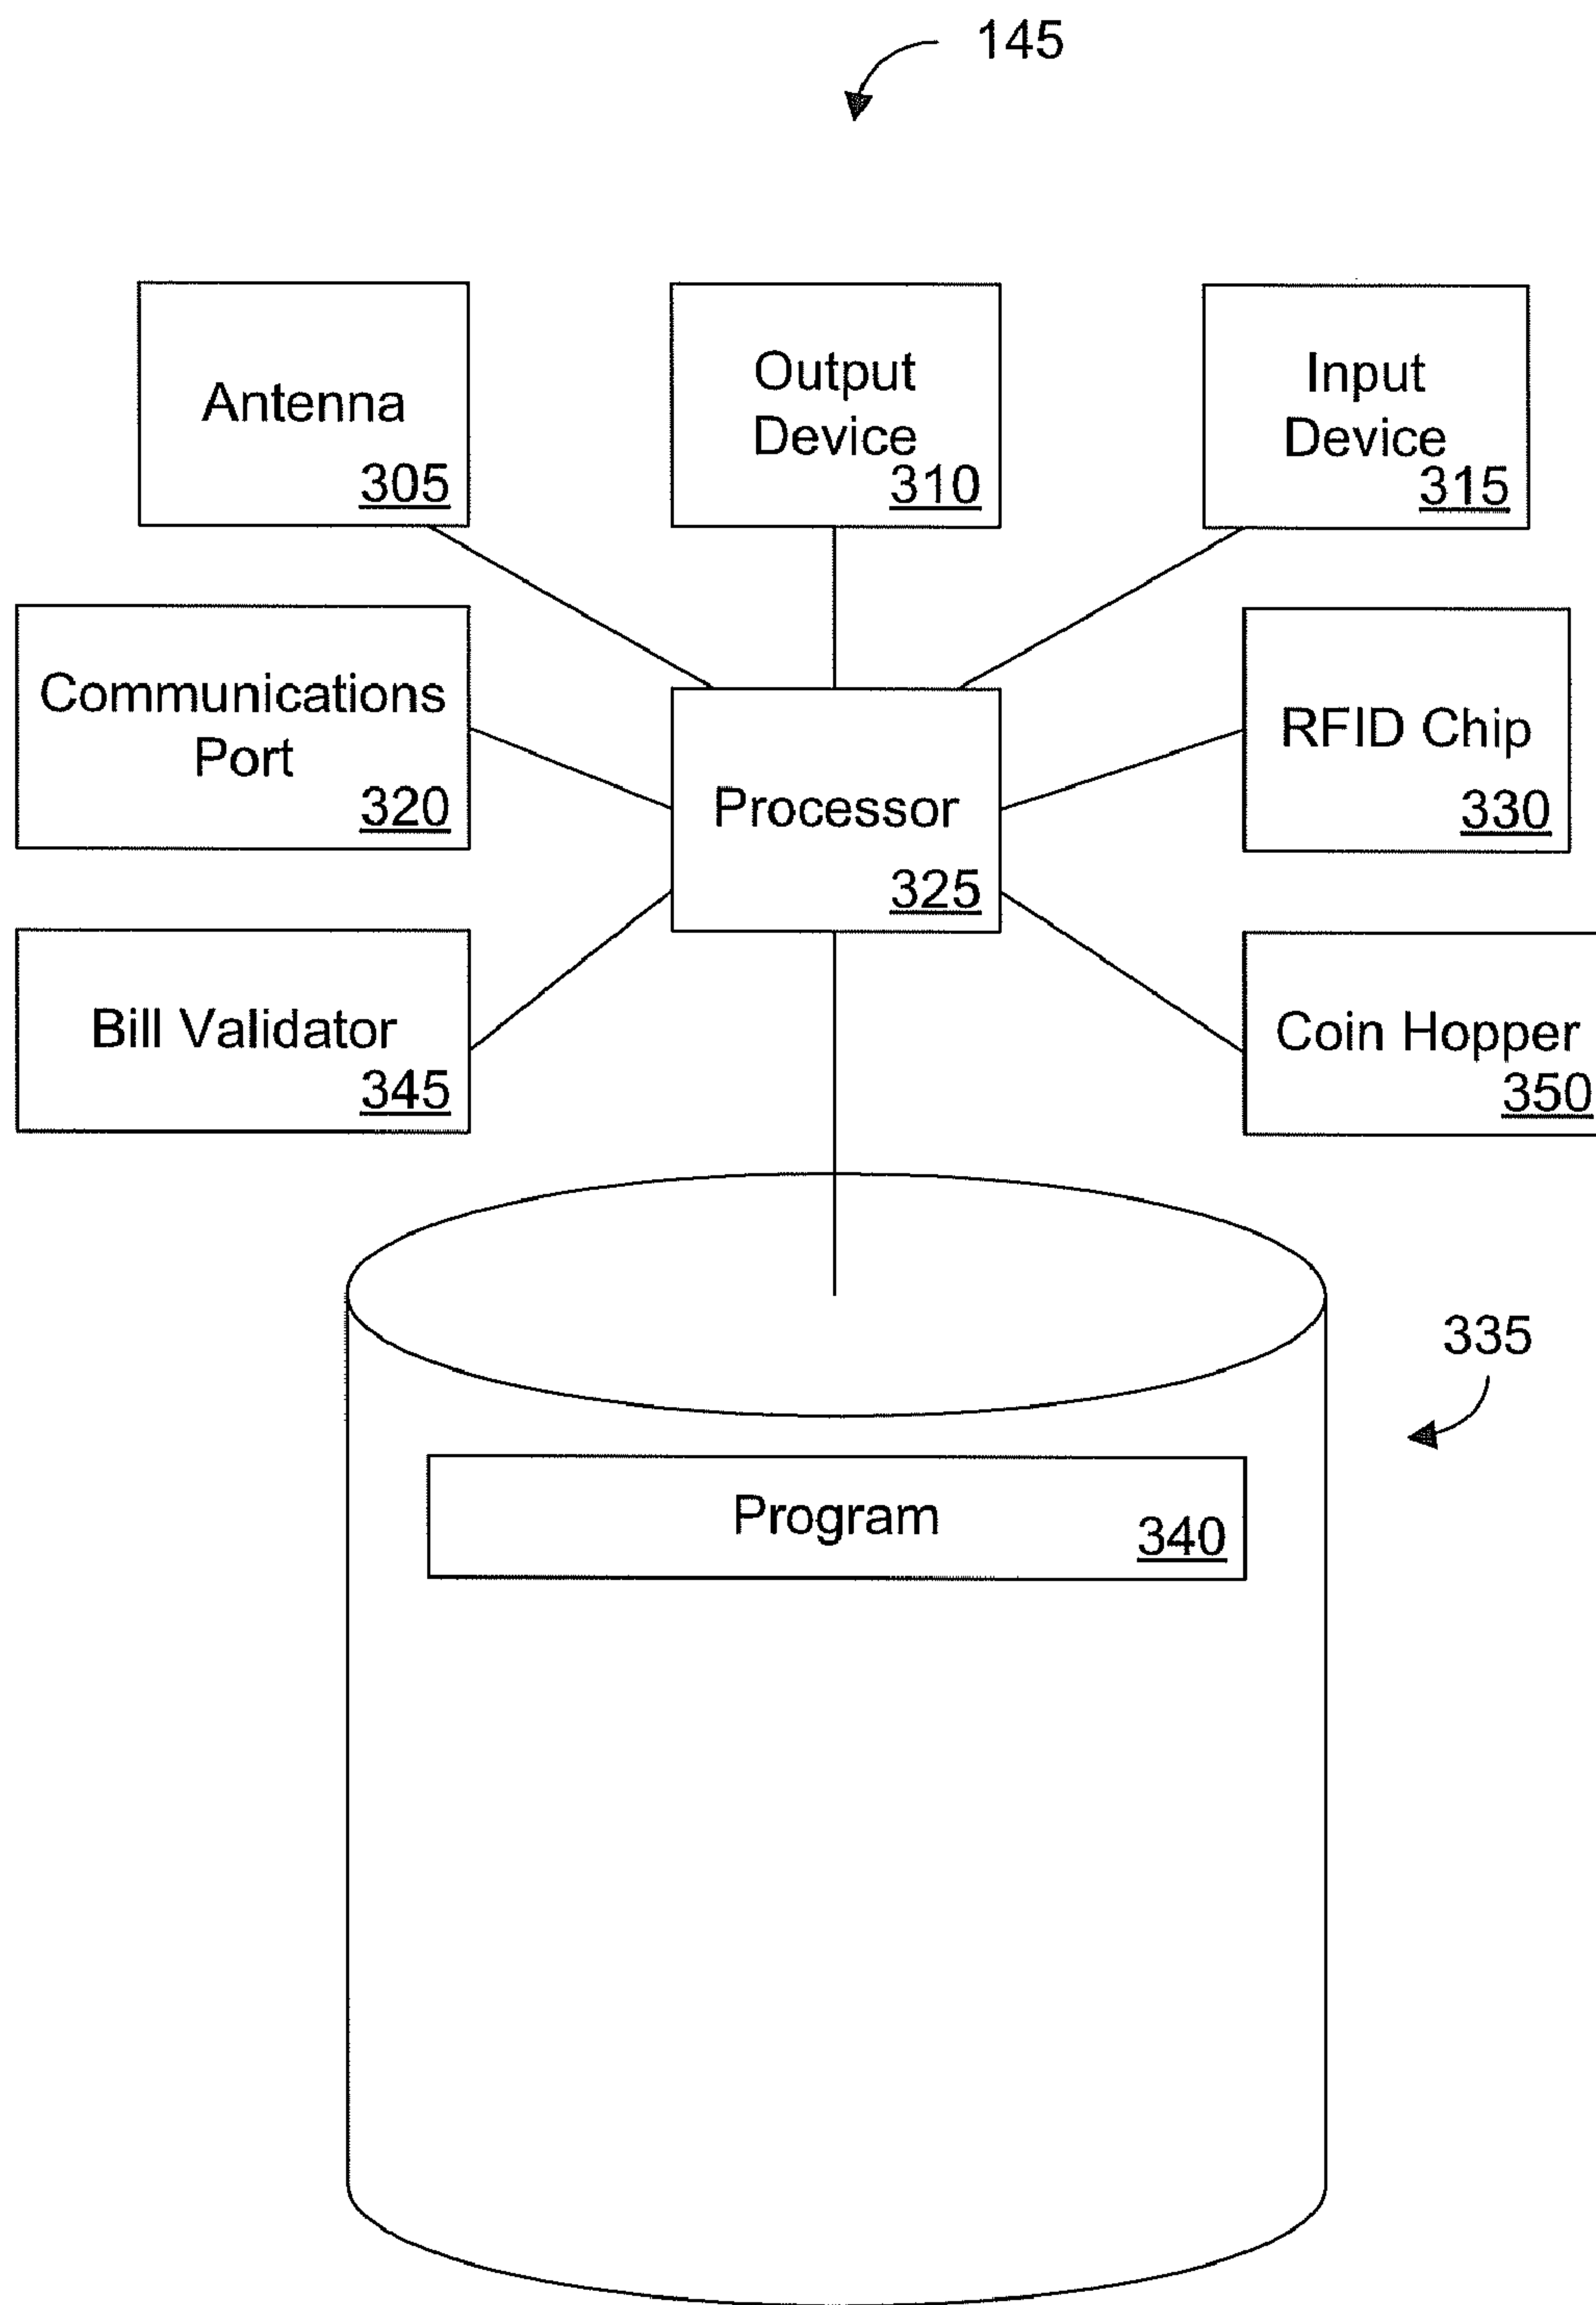 145
Antenna
305
Output
Device
310
Input
Device
315
Communications
Port
320
Processor
325
RFID Chip
330
Bill Validator
345
Coin Hopper
350
335
Program
340